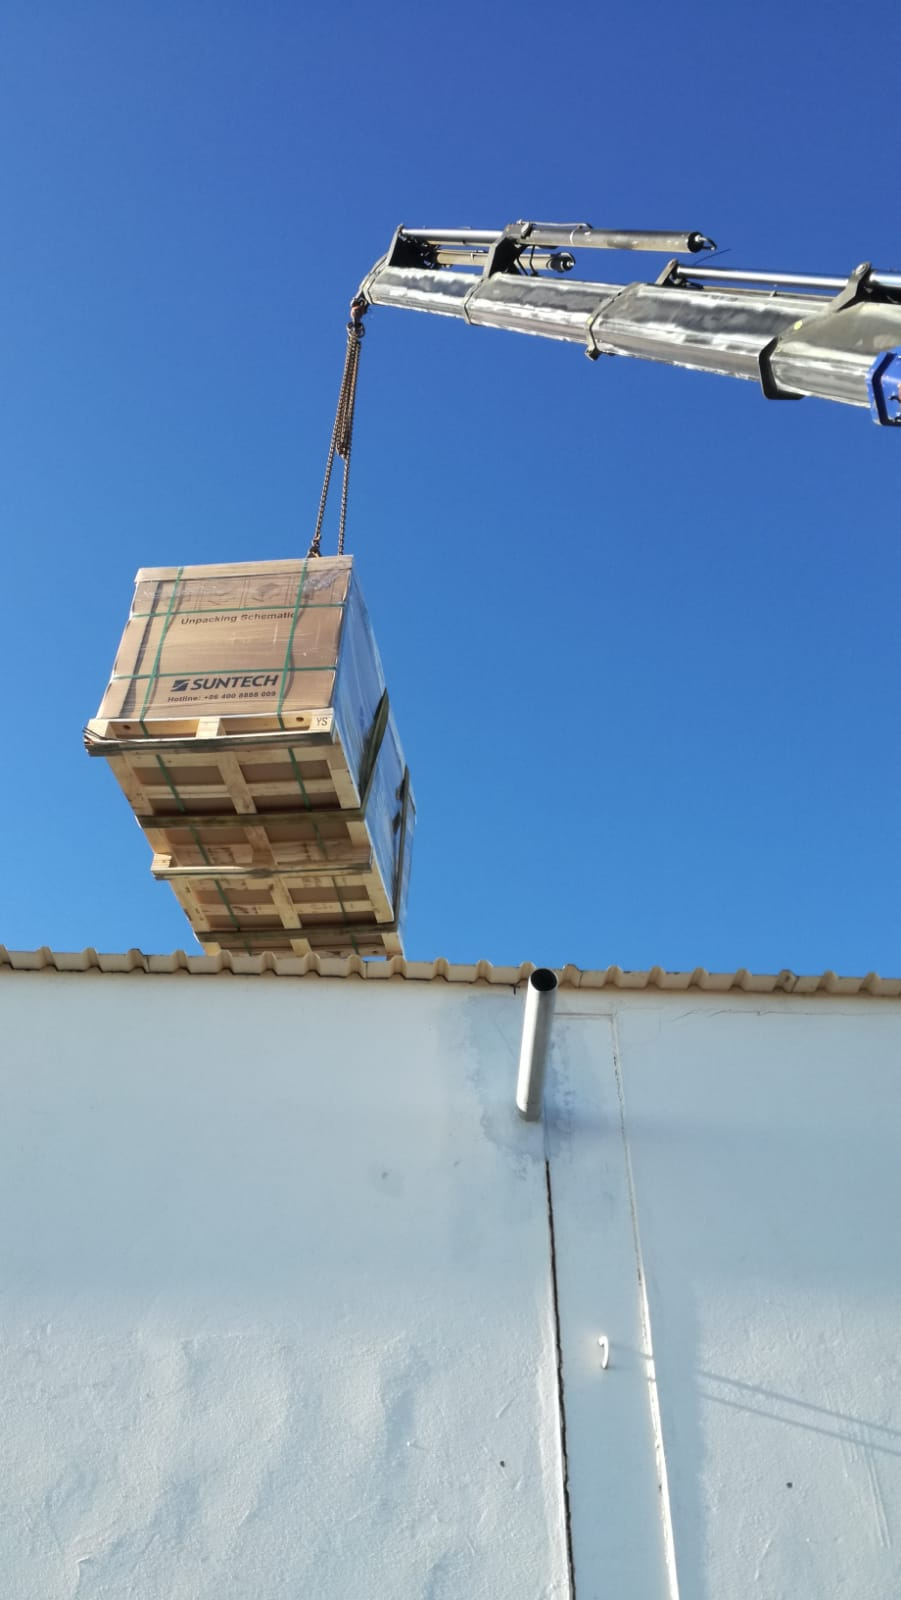 Unpacking Schematic
SUNTECH
Hotline: +86 400 8888 009
YS